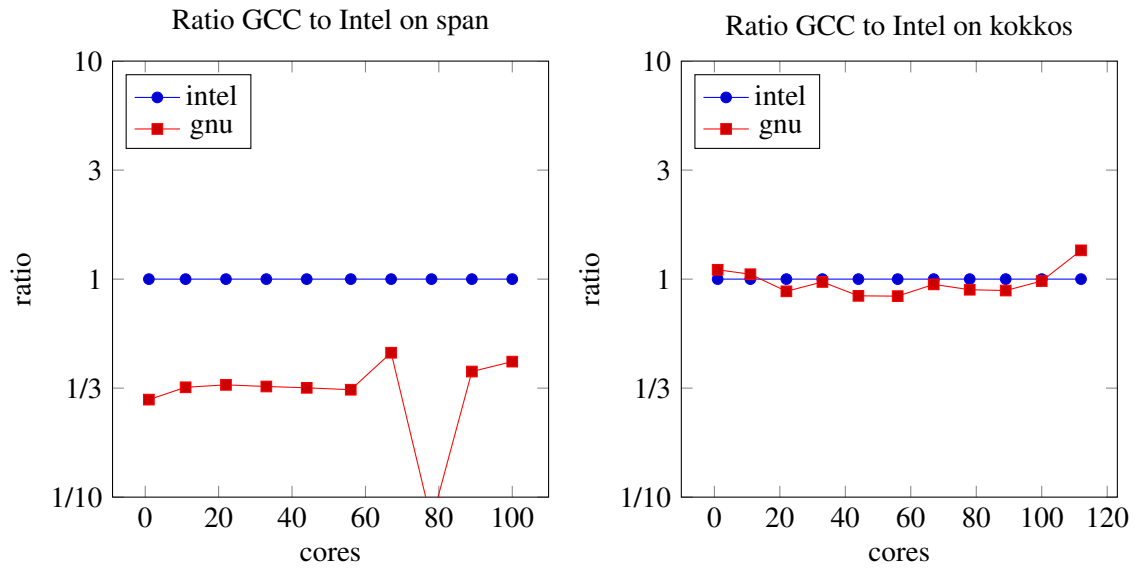 Ratio GCC to Intel on span
10
3
1
1/3
1/10
ratio
intel
gnu
0 20 40 60 80 100
cores
Ratio GCC to Intel on kokkos
10
3
1
1/3
1/10
ratio
intel
gnu
0 20 40 60 80 100 120
cores